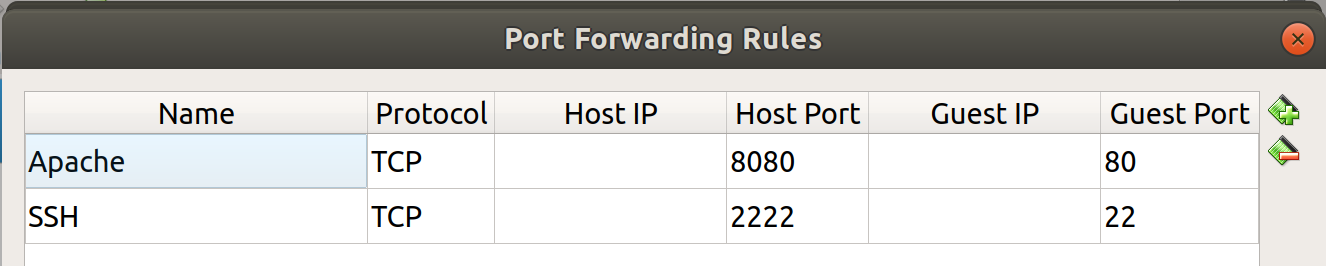 Port Forwarding Rules
Name Protocol Host IP Host Port Guest IP Guest Port
Apache TCP 8080 80
SSH TCP 2222 22